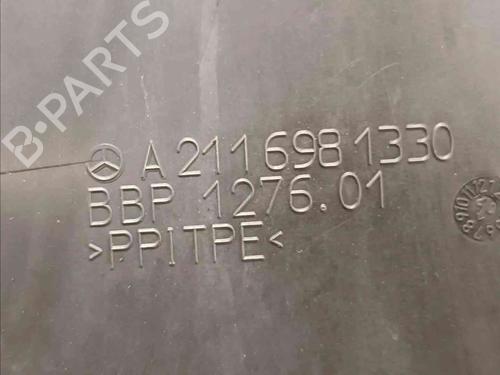 B-PARTS
A 211 698 1330
BBP 1276.01
>PPITPE<